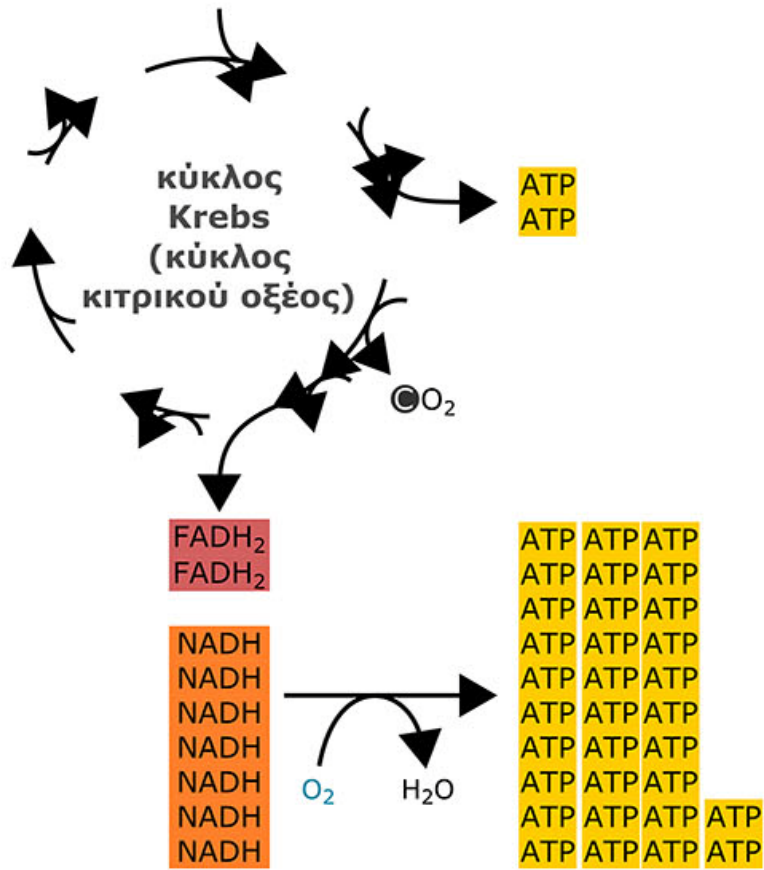 κύκλος
Krebs
(κύκλος
κιτρικού οξέος)
ATP
ATP
CO₂
FADH₂
FADH₂
NADH
NADH
NADH
NADH
NADH
NADH
NADH
O₂
H₂O
ATP ATP ATP
ATP ATP ATP
ATP ATP ATP
ATP ATP ATP
ATP ATP ATP
ATP ATP ATP
ATP ATP ATP
ATP ATP ATP
ATP ATP ATP ATP
ATP ATP ATP ATP